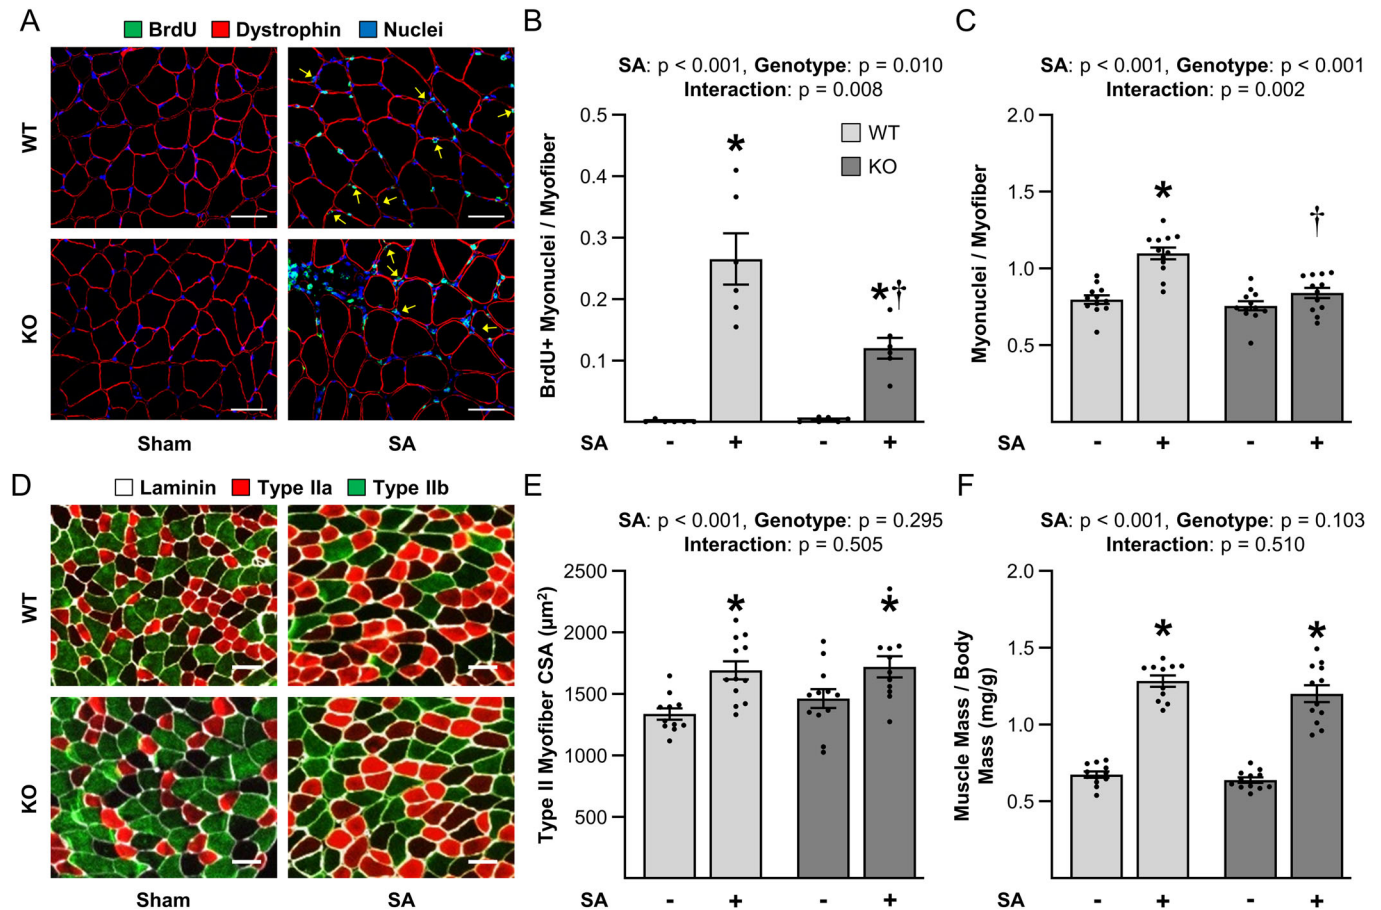 A
BrdU Dystrophin Nuclei
WT
KO
Sham SA
B
SA: p < 0.001, Genotype: p = 0.010
Interaction: p = 0.008
BrdU+ Myonuclei / Myofiber
0.5
0.4
0.3
0.2
0.1
WT
KO
*
*†
SA - + - +
C
SA: p < 0.001, Genotype: p < 0.001
Interaction: p = 0.002
Myonuclei / Myofiber
2.0
1.5
1.0
0.5
*
†
SA - + - +
D
Laminin Type IIa Type IIb
WT
KO
Sham SA
E
SA: p < 0.001, Genotype: p = 0.295
Interaction: p = 0.505
Type II Myofiber CSA (µm²)
2500
2000
1500
1000
500
* *
SA - + - +
F
SA: p < 0.001, Genotype: p = 0.103
Interaction: p = 0.510
Muscle Mass / Body
Mass (mg/g)
2.0
1.5
1.0
0.5
* *
SA - + - +